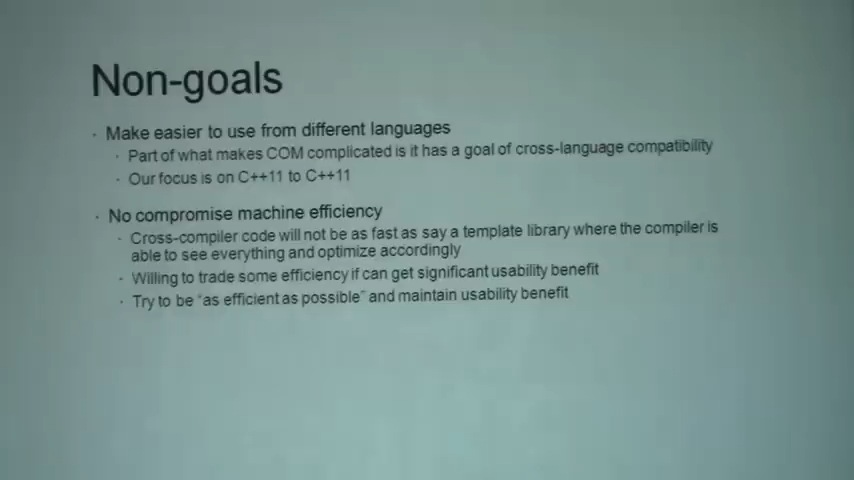 Non-goals
· Make easier to use from different languages
· Part of what makes COM complicated is it has a goal of cross-language compatibility
· Our focus is on C++11 to C++11
· No compromise machine efficiency
· Cross-compiler code will not be as fast as say a template library where the compiler is
able to see everything and optimize accordingly
· Willing to trade some efficiency if can get significant usability benefit
· Try to be “as efficient as possible” and maintain usability benefit